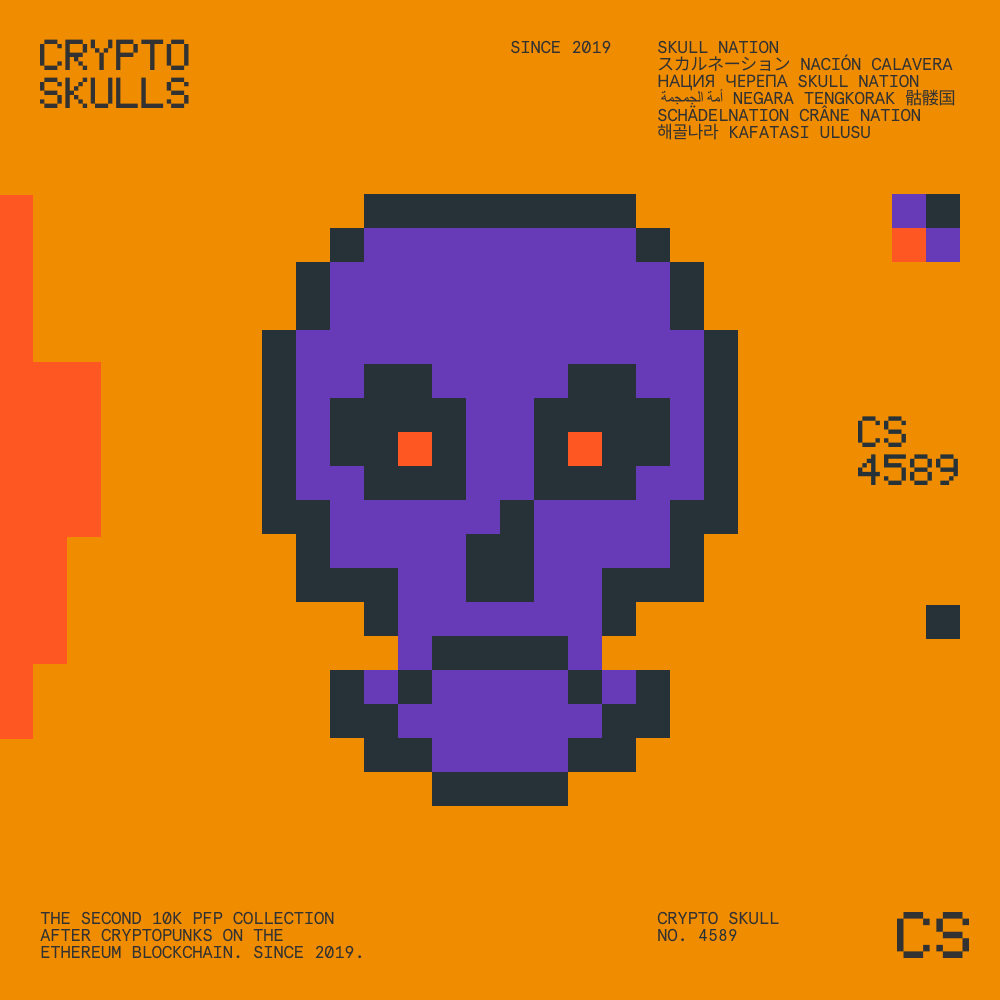 CRYPTO
SKULLS
SINCE 2019
SKULL NATION
スカルネーション NACIÓN CALAVERA
НАЦИЯ ЧЕРЕПА SKULL NATION
أمة الجمجمة NEGARA TENGKORAK 骷髅国
SCHÄDELNATION CRÂNE NATION
해골나라 KAFATASI ULUSU
CS
4589
THE SECOND 10K PFP COLLECTION
AFTER CRYPTOPUNKS ON THE
ETHEREUM BLOCKCHAIN. SINCE 2019.
CRYPTO SKULL
NO. 4589
CS